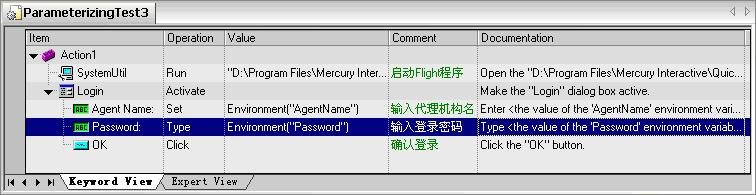 ParameterizingTest3
Item Operation Value Comment Documentation
Action1
SystemUtil Run "D:\Program Files\Mercury Inter... 启动Flight程序 Open the "D:\Program Files\Mercury Interactive\Quic...
Login Activate Make the "Login" dialog box active.
Agent Name: Set Environment("AgentName") 输入代理机构名 Enter <the value of the 'AgentName' environment vari...
Password: Type Environment("Password") 输入登录密码 Type <the value of the 'Password' environment variab...
OK Click 确认登录 Click the "OK" button.
Keyword View Expert View